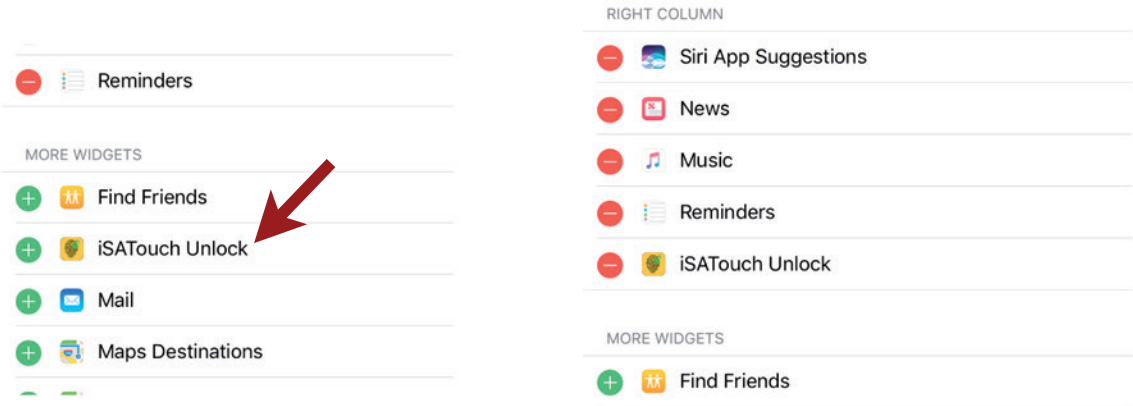 Reminders
MORE WIDGETS
Find Friends
iSATouch Unlock
Mail
Maps Destinations
RIGHT COLUMN
Siri App Suggestions
News
Music
Reminders
iSATouch Unlock
MORE WIDGETS
Find Friends